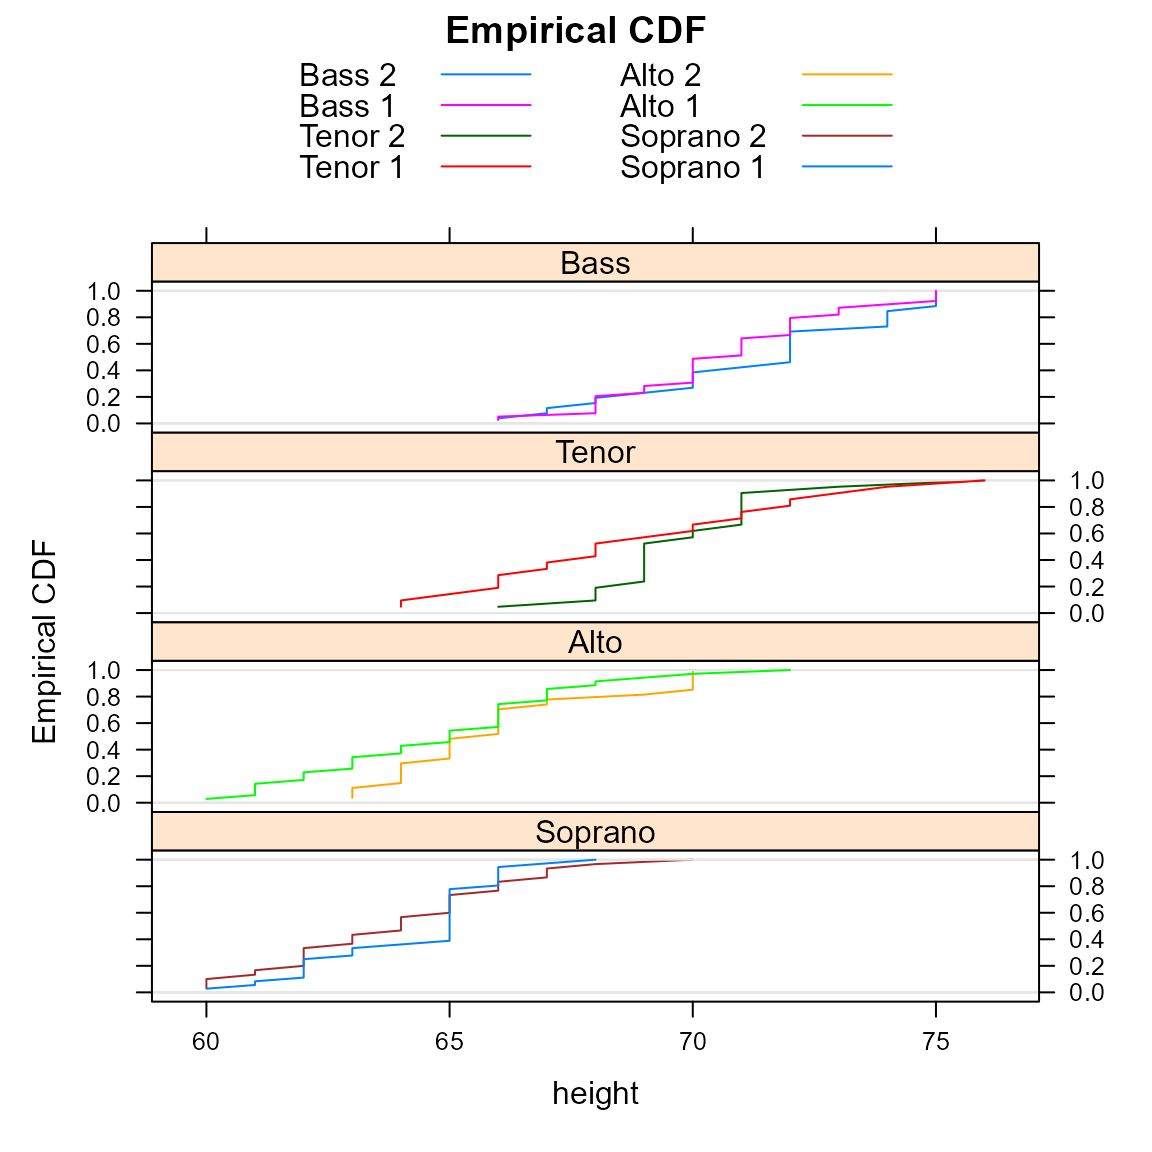 Empirical CDF
Bass 2 Alto 2
Bass 1 Alto 1
Tenor 2 Soprano 2
Tenor 1 Soprano 1
Bass
1.0
0.8
0.6
0.4
0.2
0.0
Tenor
1.0
0.8
0.6
0.4
0.2
0.0
Empirical CDF
Alto
1.0
0.8
0.6
0.4
0.2
0.0
Soprano
1.0
0.8
0.6
0.4
0.2
0.0
60 65 70 75
height